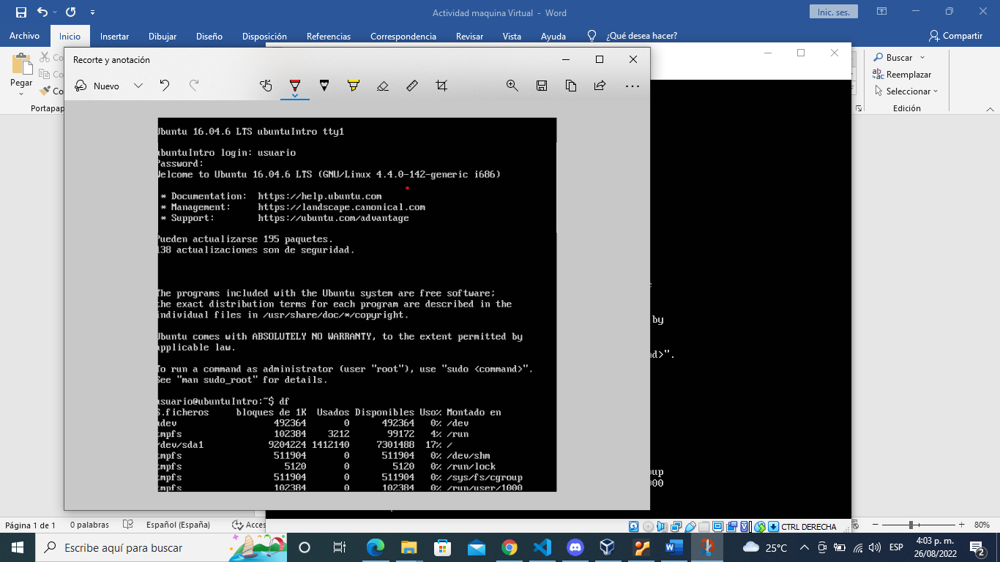 Actividad maquina Virtual - Word
Inic. ses.
Archivo Inicio Insertar Dibujar Diseño Disposición Referencias Correspondencia Revisar Vista Ayuda ¿Qué desea hacer? Compartir
Pegar
Co
Co
Co
Portapap
Buscar
Reemplazar
Seleccionar
Edición
Recorte y anotación
Nuevo
Ubuntu 16.04.6 LTS ubuntuIntro tty1
ubuntuIntro login: usuario
Password:
Welcome to Ubuntu 16.04.6 LTS (GNU/Linux 4.4.0-142-generic i686)
* Documentation: https://help.ubuntu.com
* Management: https://landscape.canonical.com
* Support: https://ubuntu.com/advantage
Pueden actualizarse 195 paquetes.
138 actualizaciones son de seguridad.
The programs included with the Ubuntu system are free software;
the exact distribution terms for each program are described in the
individual files in /usr/share/doc/*/copyright.
Ubuntu comes with ABSOLUTELY NO WARRANTY, to the extent permitted by
applicable law.
To run a command as administrator (user "root"), use "sudo <command>".
See "man sudo_root" for details.
usuario@ubuntuIntro:~$ df
S.ficheros bloques de 1K Usados Disponibles Uso% Montado en
udev 492364 0 492364 0% /dev
tmpfs 102384 3212 99172 4% /run
/dev/sda1 9204224 1412140 7301488 17% /
tmpfs 511904 0 511904 0% /dev/shm
tmpfs 5120 0 5120 0% /run/lock
tmpfs 511904 0 511904 0% /sys/fs/cgroup
tmpfs 102384 0 102384 0% /run/user/1000
by
nd>".
up
00
CTRL DERECHA
Página 1 de 1 0 palabras Español (España) Acces 80%
Escribe aquí para buscar
25°C
ESP
4:03 p. m.
26/08/2022
2